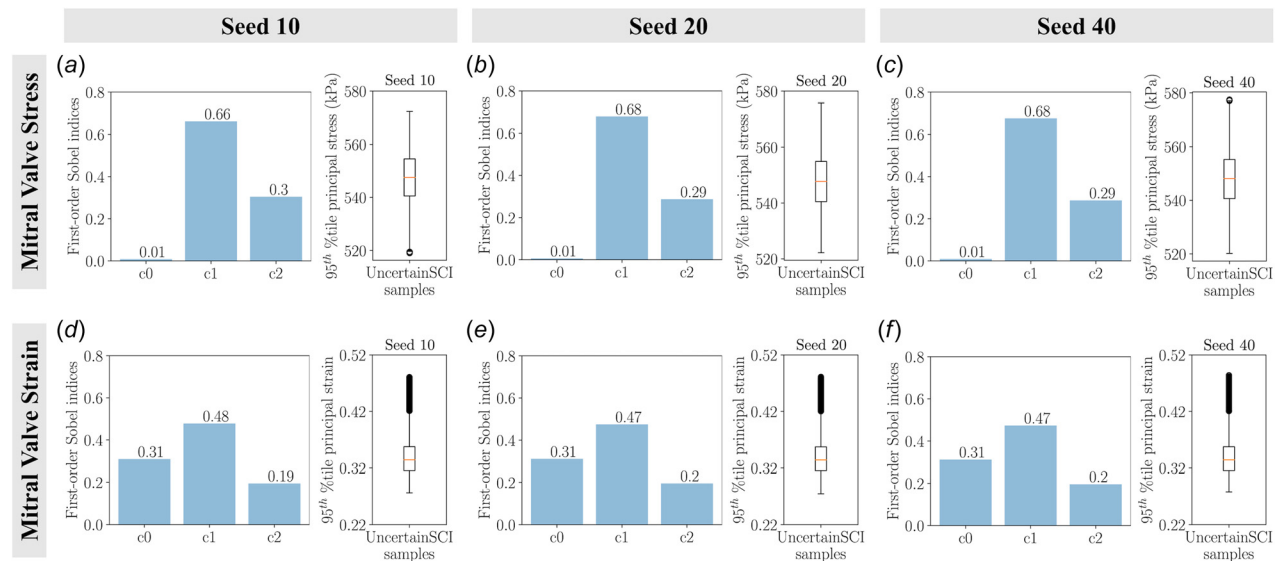 Seed 10
Seed 20
Seed 40
Mitral Valve Stress
(a)
First-order Sobel indices
0.8
0.6
0.4
0.2
0.0
0.01
0.66
0.3
c0
c1
c2
Seed 10
95th %tile principal stress (kPa)
580
560
540
520
UncertainSCI
samples
(b)
First-order Sobel indices
0.8
0.6
0.4
0.2
0.0
0.01
0.68
0.29
c0
c1
c2
Seed 20
95th %tile principal stress (kPa)
580
560
540
520
UncertainSCI
samples
(c)
First-order Sobel indices
0.8
0.6
0.4
0.2
0.0
0.01
0.68
0.29
c0
c1
c2
Seed 40
95th %tile principal stress (kPa)
580
560
540
520
UncertainSCI
samples
Mitral Valve Strain
(d)
First-order Sobel indices
0.8
0.6
0.4
0.2
0.0
0.31
0.48
0.19
c0
c1
c2
Seed 10
95th %tile principal strain
0.52
0.42
0.32
0.22
UncertainSCI
samples
(e)
First-order Sobel indices
0.8
0.6
0.4
0.2
0.0
0.31
0.47
0.2
c0
c1
c2
Seed 20
95th %tile principal strain
0.52
0.42
0.32
0.22
UncertainSCI
samples
(f)
First-order Sobel indices
0.8
0.6
0.4
0.2
0.0
0.31
0.47
0.2
c0
c1
c2
Seed 40
95th %tile principal strain
0.52
0.42
0.32
0.22
UncertainSCI
samples